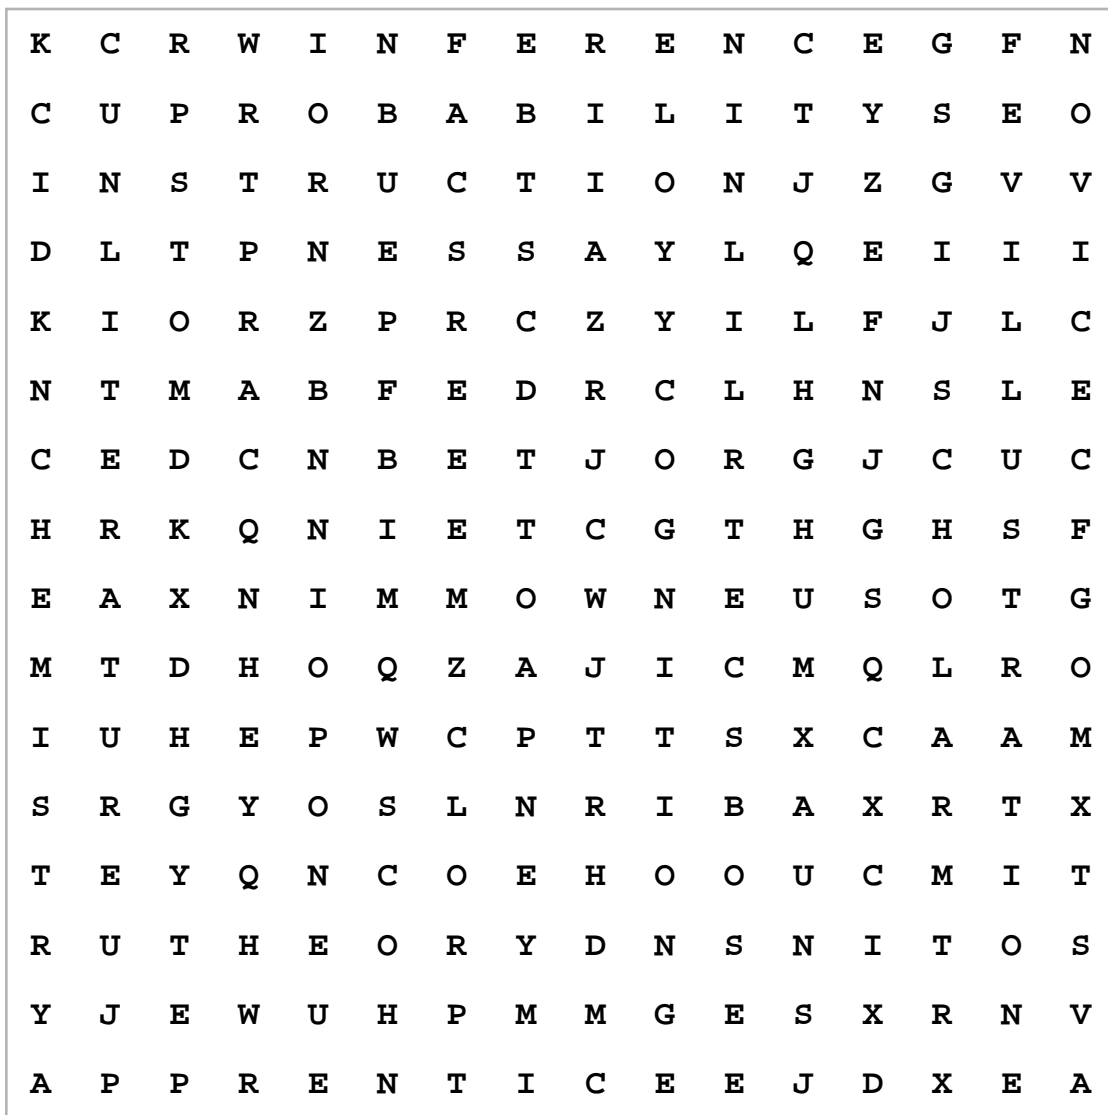 K C R W I N F E R E N C E G F N
C U P R O B A B I L I T Y S E O
I N S T R U C T I O N J Z G V V
D L T P N E S S A Y L Q E I I I
K I O R Z P R C Z Y I L F J L C
N T M A B F E D R C L H N S L E
C E D C N B E T J O R G J C U C
H R K Q N I E T C G T H G H S F
E A X N I M M O W N E U S O T G
M T D H O Q Z A J I C M Q L R O
I U H E P W C P T T S X C A A M
S R G Y O S L N R I B A X R T X
T E Y Q N C O E H O O U C M I T
R U T H E O R Y D N S N I T O S
Y J E W U H P M M G E S X R N V
A P P R E N T I C E E J D X E A